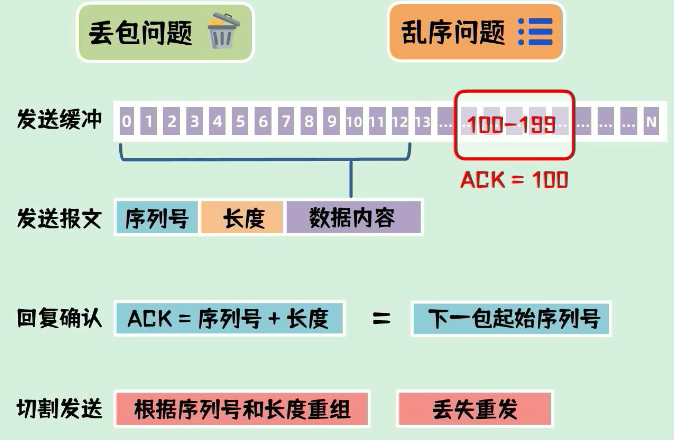 丢包问题
乱序问题
发送缓冲 0 1 2 3 4 5 6 7 8 9 10 11 12 13 ... 100-199 ... ... ... N
ACK = 100
发送报文 序列号 长度 数据内容
回复确认 ACK = 序列号 + 长度 = 下一包起始序列号
切割发送 根据序列号和长度重组 丢失重发